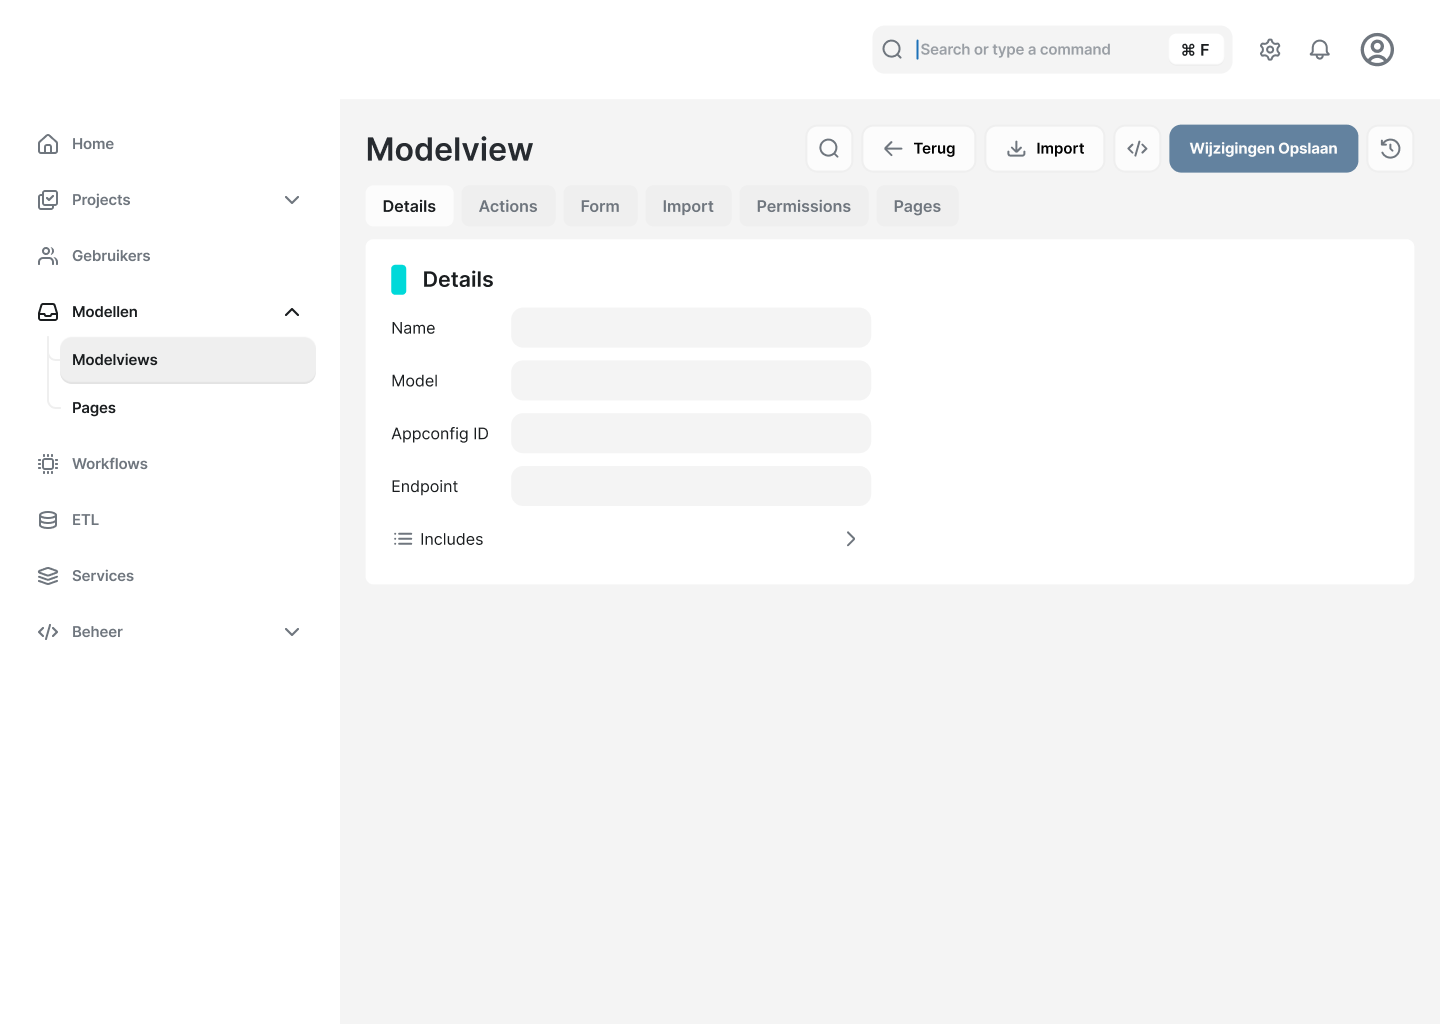 Search or type a command
⌘ F
Home
Projects
Gebruikers
Modellen
Modelviews
Pages
Workflows
ETL
Services
Beheer
Modelview
Terug
Import
Wijzigingen Opslaan
Details
Actions
Form
Import
Permissions
Pages
Details
Name
Model
Appconfig ID
Endpoint
Includes